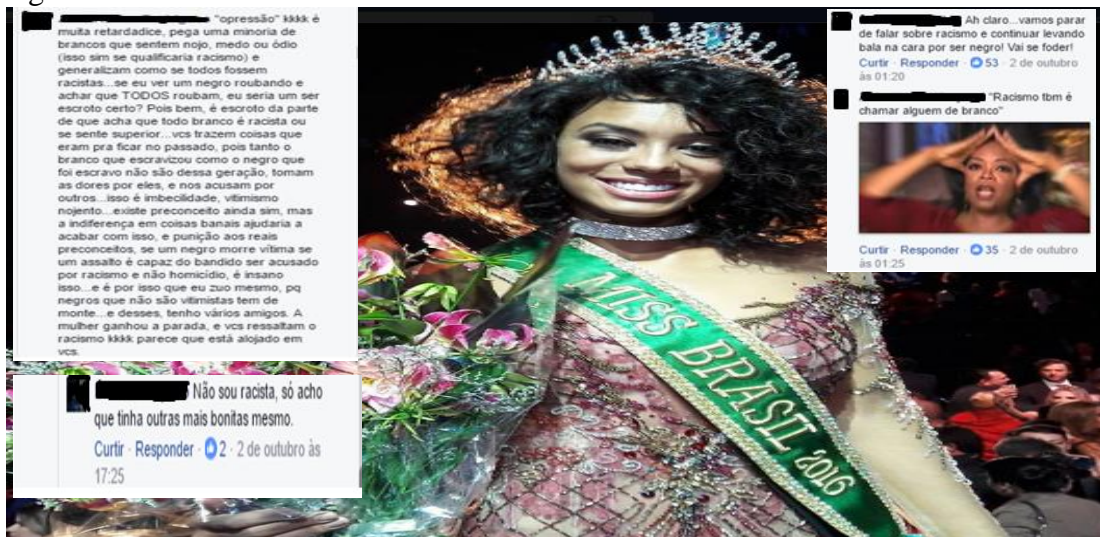 "opressão" kkkk é
muita retardadice, pega uma minoria de
brancos que sentem nojo, medo ou ódio
(isso sim se qualificaria racismo) e
generalizam como se todos fossem
racistas...se eu ver um negro roubando e
achar que TODOS roubam, eu seria um ser
escroto certo? Pois bem, é escroto da parte
de que acha que todo branco é racista ou
se sente superior...vcs trazem coisas que
eram pra ficar no passado, pois tanto o
branco que escravizou como o negro que
foi escravo não são dessa geração, tomam
as dores por eles, e nos acusam por
outros...isso é imbecilidade, vitimismo
nojento...existe preconceito ainda sim, mas
a indiferença em coisas banais ajudaria a
acabar com isso, e punição aos reais
preconceitos, se um negro morre vítima se
um assalto é capaz do bandido ser acusado
por racismo e não homicídio, é insano
isso...e é por isso que eu zuo mesmo, pq
negros que não são vitimistas tem de
monte...e desses, tenho vários amigos. A
mulher ganhou a parada, e vcs ressaltam o
racismo kkkk parece que está alojado em
vcs.
Não sou racista, só acho
que tinha outras mais bonitas mesmo.
Curtir · Responder · 2 · 2 de outubro às
17:25
Ah claro...vamos parar
de falar sobre racismo e continuar levando
bala na cara por ser negro! Vai se foder!
Curtir · Responder · 53 · 2 de outubro
às 01:20
"Racismo tbm é
chamar alguem de branco"
Curtir · Responder · 35 · 2 de outubro
às 01:25
MISS BRASIL 2016